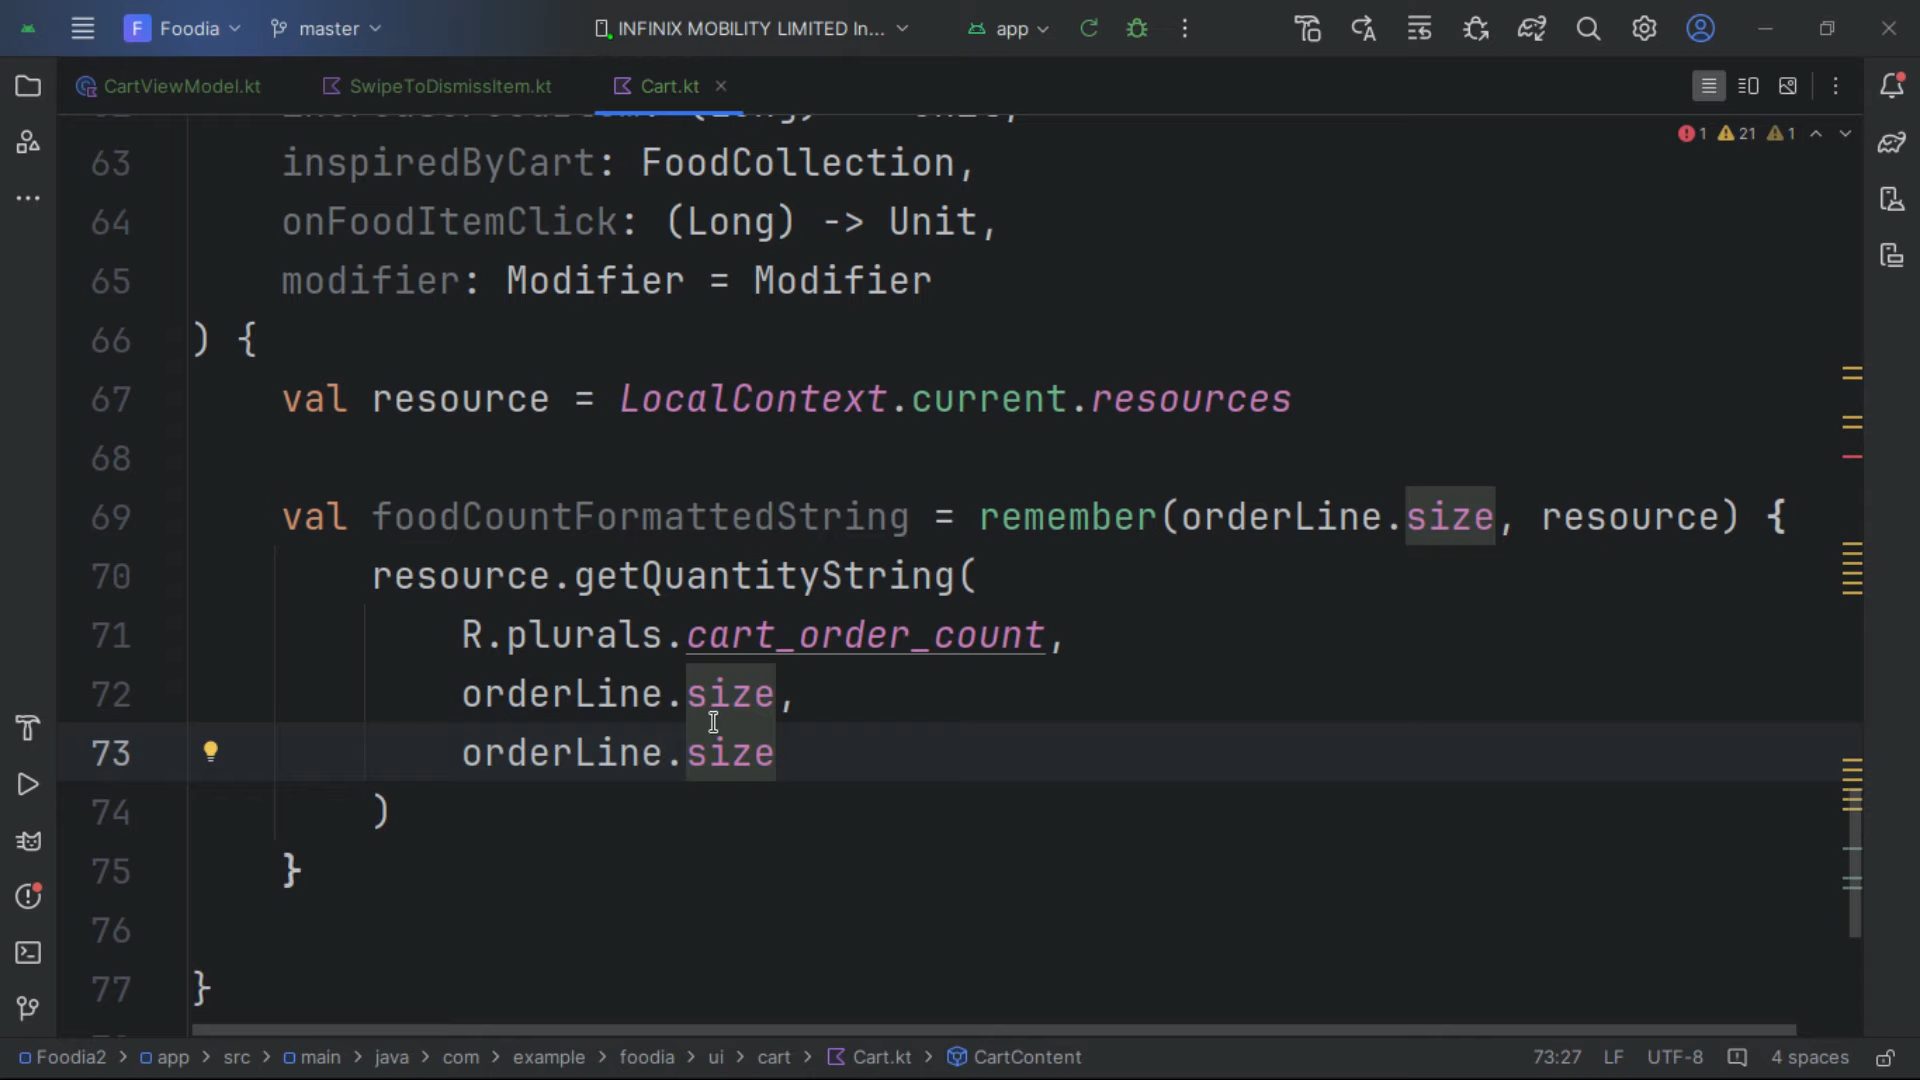 F Foodia master INFINIX MOBILITY LIMITED In... app
CartViewModel.kt SwipeToDismissItem.kt Cart.kt
1 21 1
63 inspiredByCart: FoodCollection,
64 onFoodItemClick: (Long) -> Unit,
65 modifier: Modifier = Modifier
66 ) {
67 val resource = LocalContext.current.resources
68
69 val foodCountFormattedString = remember(orderLine.size, resource) {
70 resource.getQuantityString(
71 R.plurals.cart_order_count,
72 orderLine.size,
73 orderLine.size
74 )
75 }
76
77 }
Foodia2 > app > src > main > java > com > example > foodia > ui > cart > Cart.kt > CartContent 73:27 LF UTF-8 4 spaces